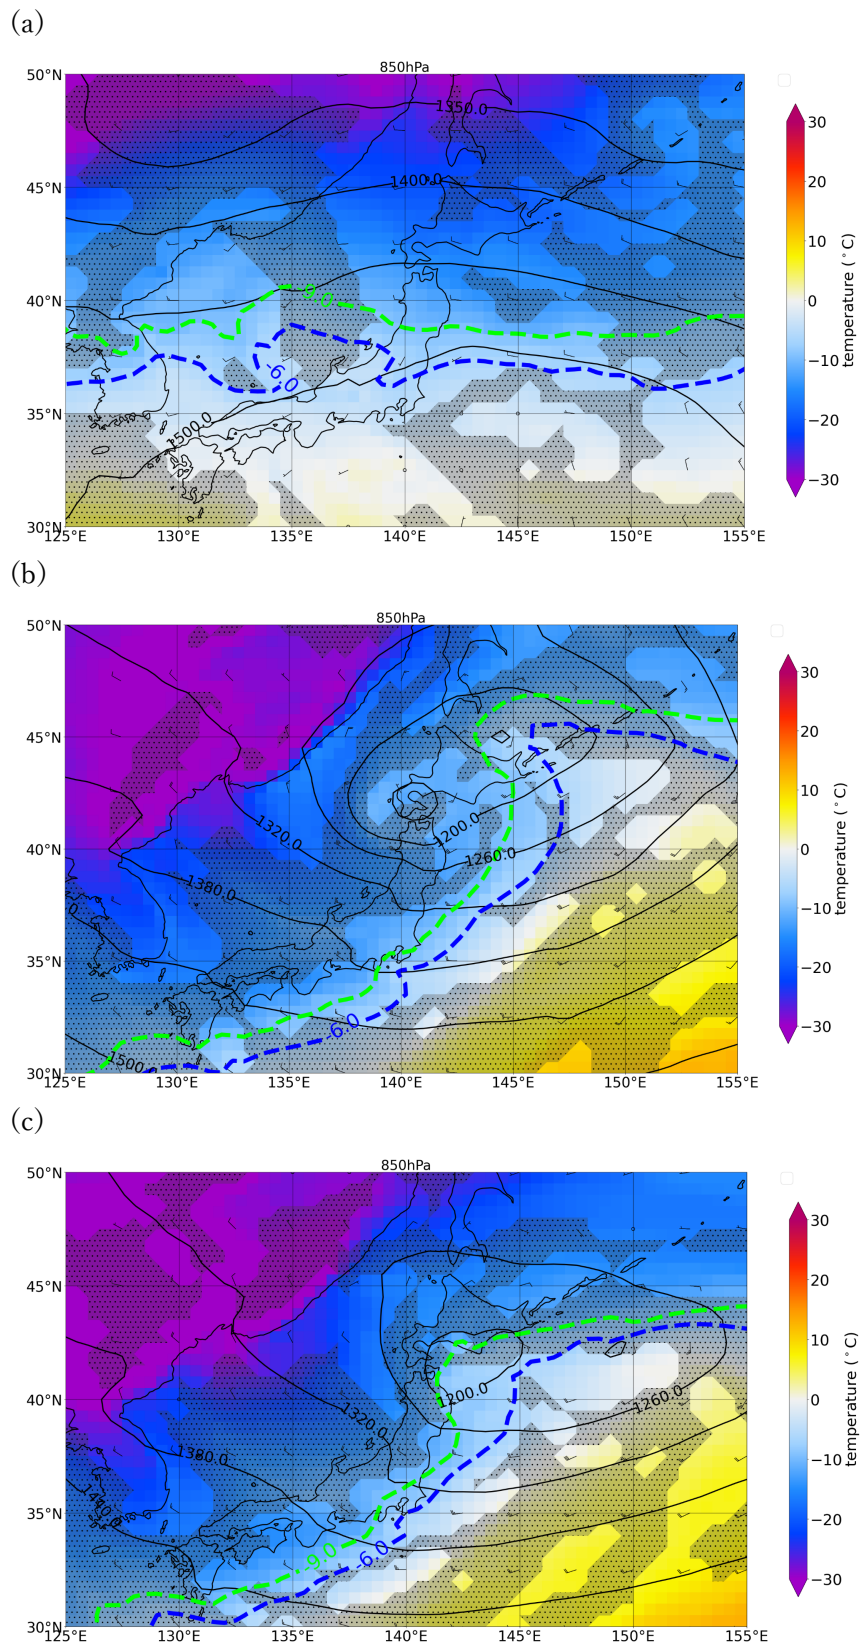 (a)
850hPa
50°N
45°N
40°N
35°N
30°N
125°E
130°E
135°E
140°E
145°E
150°E
155°E
1350.0
1400.0
-9.0
-6.0
1500.0
30
20
10
0
−10
−20
−30
temperature (°C)
(b)
850hPa
50°N
45°N
40°N
35°N
30°N
125°E
130°E
135°E
140°E
145°E
150°E
155°E
1320.0
1200.0
1260.0
1380.0
-6.0
1500.
30
20
10
0
−10
−20
−30
temperature (°C)
(c)
850hPa
50°N
45°N
40°N
35°N
30°N
125°E
130°E
135°E
140°E
145°E
150°E
155°E
1200.0
1260.0
1320.0
1380.0
1440.0
-9.0
-6.0
30
20
10
0
−10
−20
−30
temperature (°C)